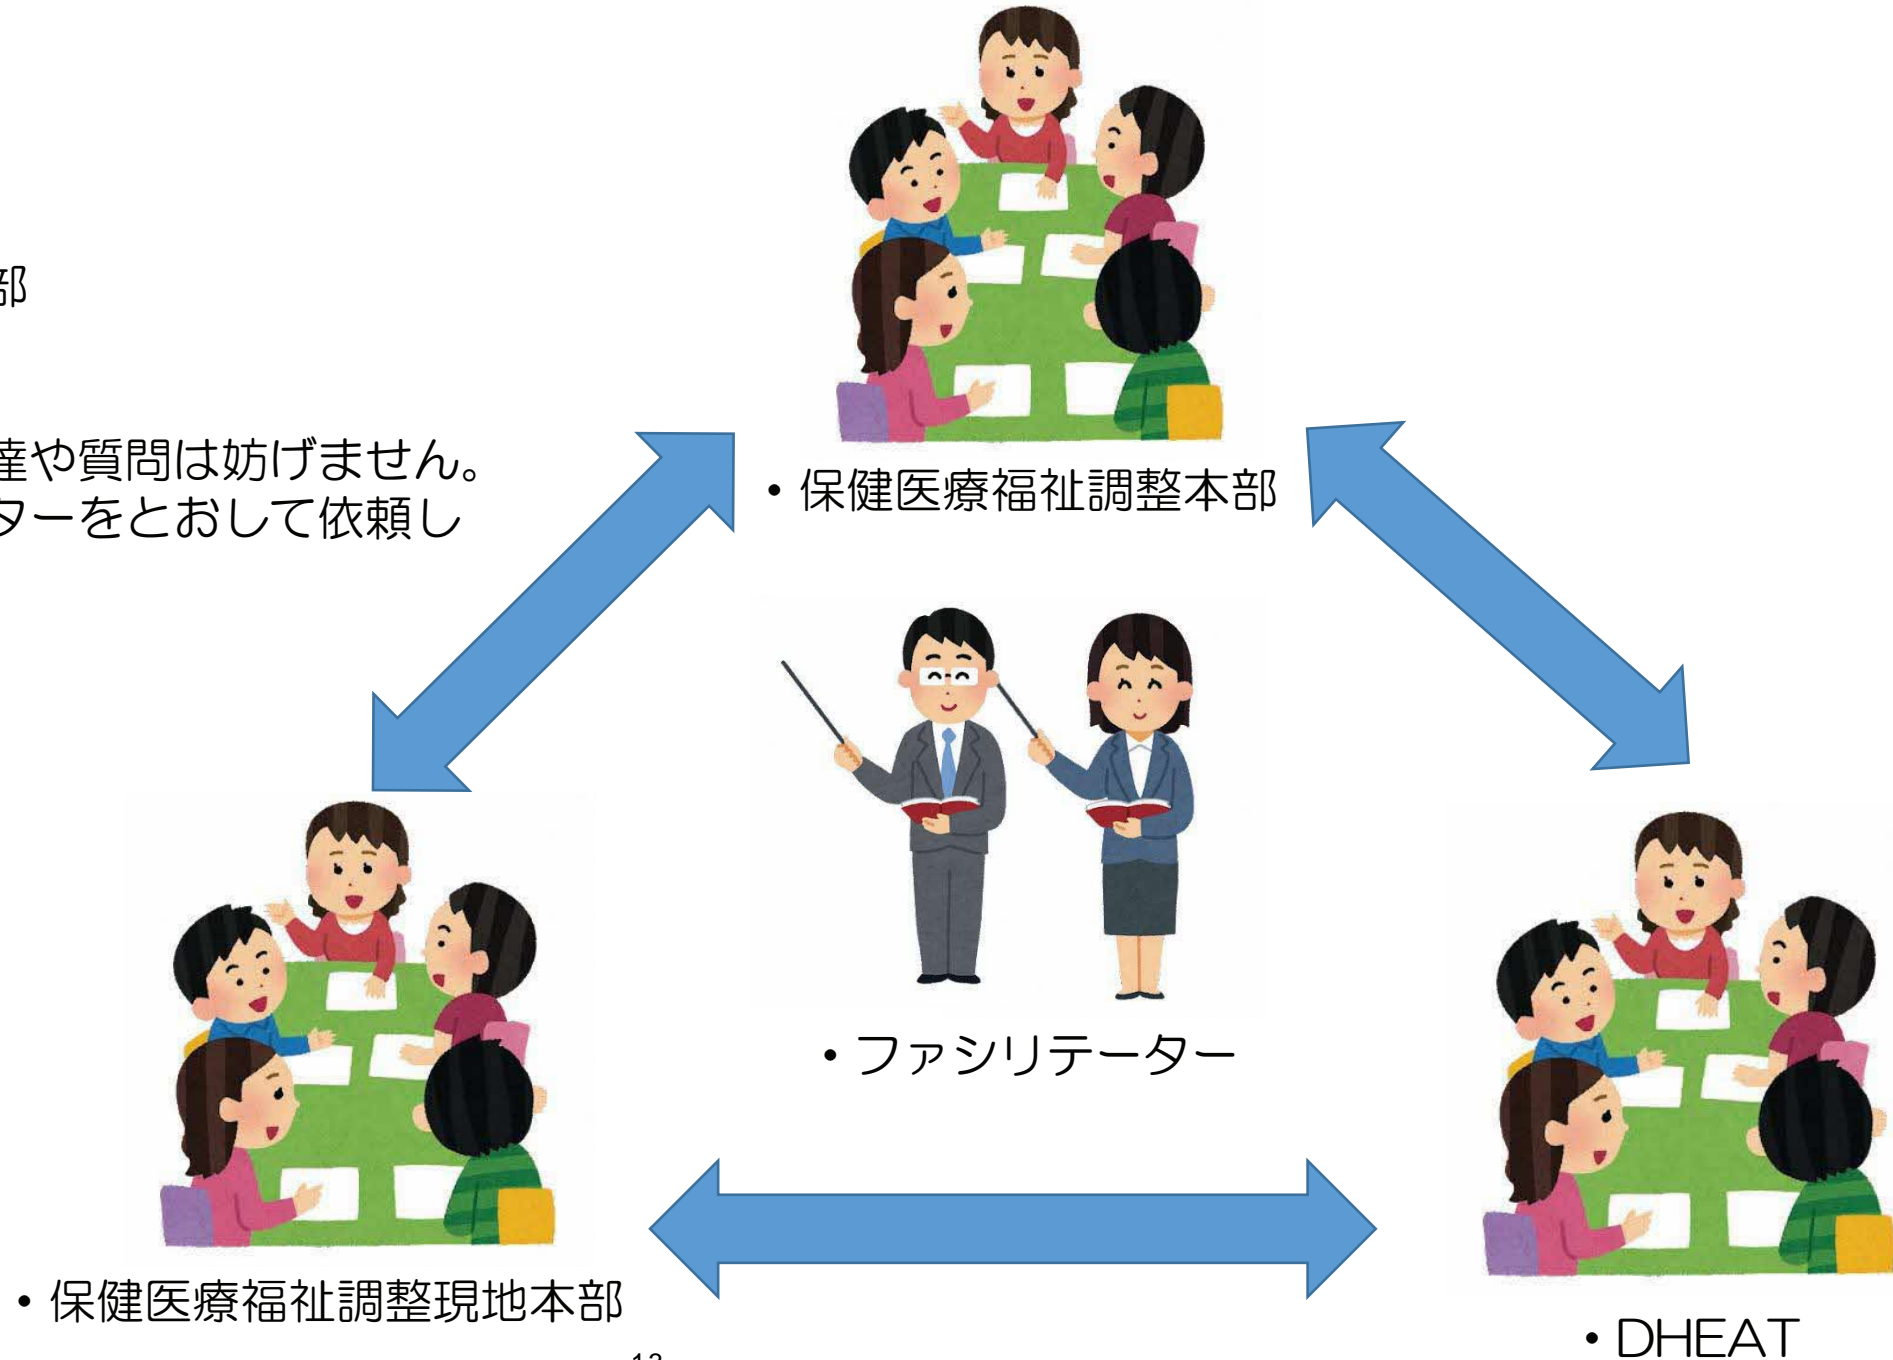 部
達や質問は妨げません。
ターをとおして依頼し
・保健医療福祉調整本部
・ファシリテーター
・保健医療福祉調整現地本部
・DHEAT